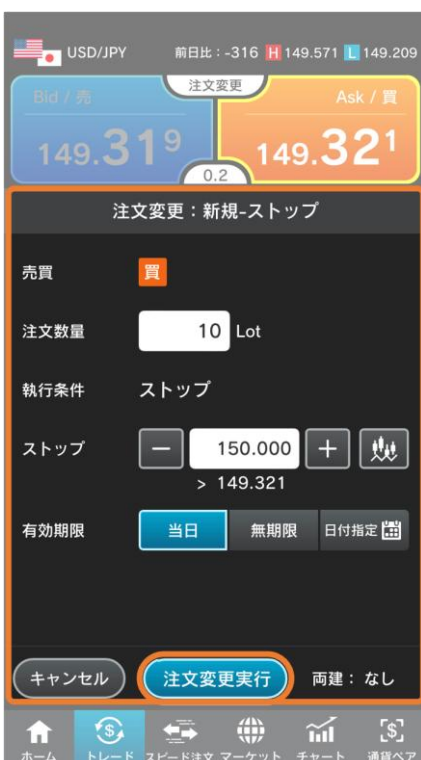 USD/JPY 前日比：-316 H 149.571 L 149.209
注文変更
Bid / 売 Ask / 買
149.319 149.321
0.2
注文変更：新規-ストップ
売買 買
注文数量 10 Lot
執行条件 ストップ
ストップ － 150.000 ＋
> 149.321
有効期限 当日 無期限 日付指定
キャンセル 注文変更実行 両建： なし
ホーム トレード スピード注文 マーケット チャート 通貨ペア